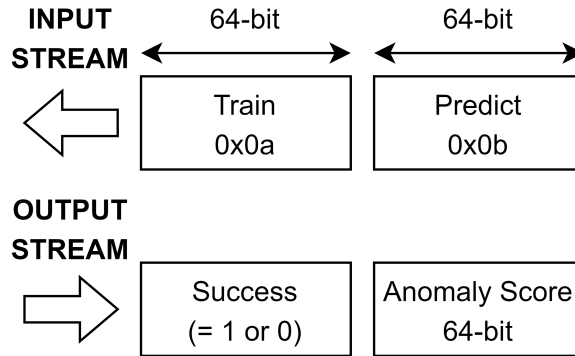 INPUT
STREAM
64-bit
64-bit
Train
0x0a
Predict
0x0b
OUTPUT
STREAM
Success
(= 1 or 0)
Anomaly Score
64-bit